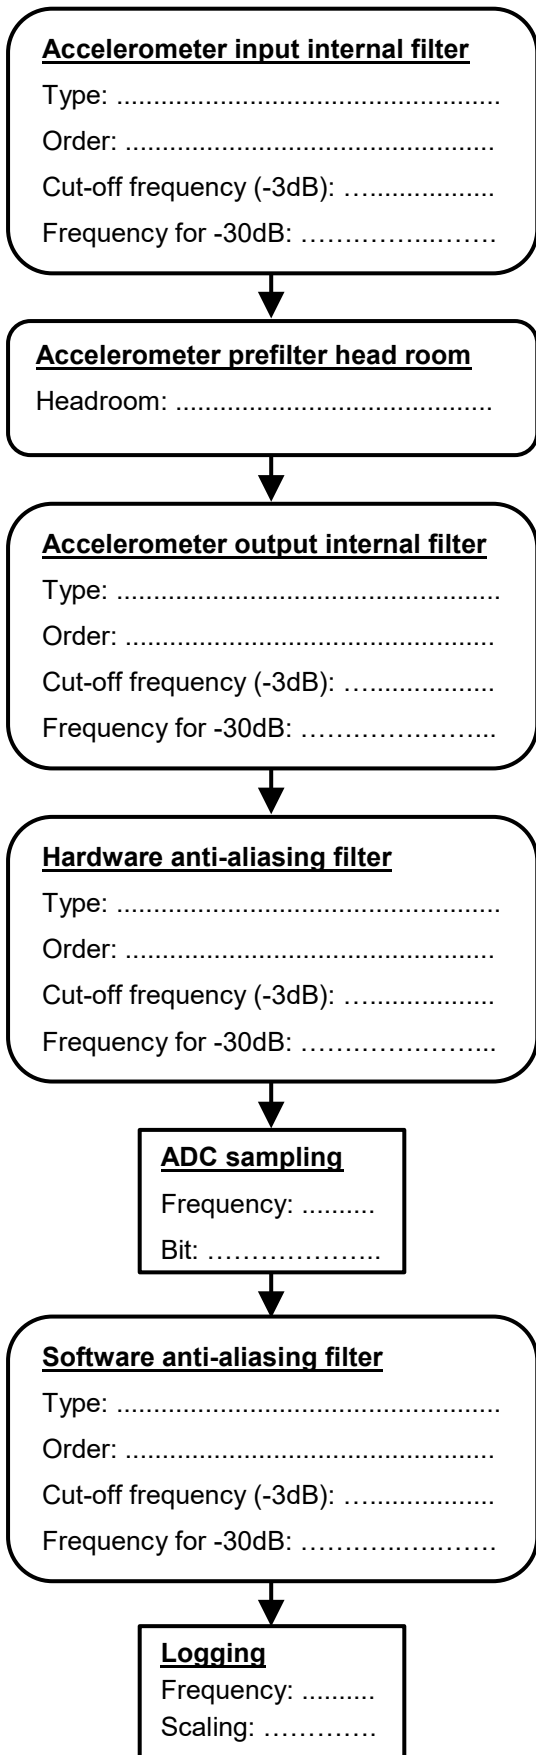 Accelerometer input internal filter
Type: .....................................................
Order: ...................................................
Cut-off frequency (-3dB): ….................
Frequency for -30dB: ……………...…….
Accelerometer prefilter head room
Headroom: ............................................
Accelerometer output internal filter
Type: .....................................................
Order: ...................................................
Cut-off frequency (-3dB): ….................
Frequency for -30dB: …………….……...
Hardware anti-aliasing filter
Type: .....................................................
Order: ...................................................
Cut-off frequency (-3dB): ….................
Frequency for -30dB: …………….……...
ADC sampling
Frequency: ..........
Bit: ………………...
Software anti-aliasing filter
Type: .....................................................
Order: ...................................................
Cut-off frequency (-3dB): ….................
Frequency for -30dB: …………..…..…….
Logging
Frequency: ..........
Scaling: ………….